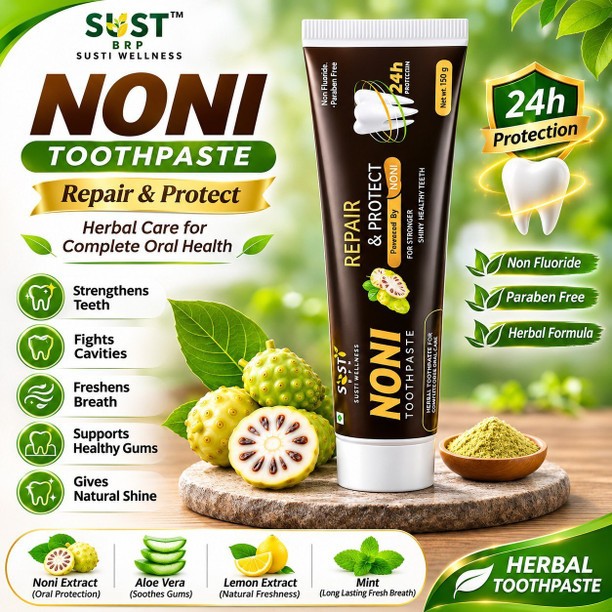 SUST™
BRP
SUSTI WELLNESS
NONI
TOOTHPASTE
Repair & Protect
Herbal Care for
Complete Oral Health
Strengthens
Teeth
Fights
Cavities
Freshens
Breath
Supports
Healthy Gums
Gives
Natural Shine
Non Fluoride.
-Paraben Free
24h
PROTECTION
Net wt. 150 g
REPAIR
& PROTECT
Powered By NONI
FOR STRONGER
SHINY HEALTHY TEETH
SUSTI
BRP
SUSTI WELLNESS
NONI
TOOTHPASTE
HERBAL TOOTHPASTE FOR
COMPLETE ORAL CARE
24h
Protection
Non Fluoride
Paraben Free
Herbal Formula
Noni Extract
(Oral Protection)
Aloe Vera
(Soothes Gums)
Lemon Extract
(Natural Freshness)
Mint
(Long Lasting Fresh Breath)
HERBAL
TOOTHPASTE